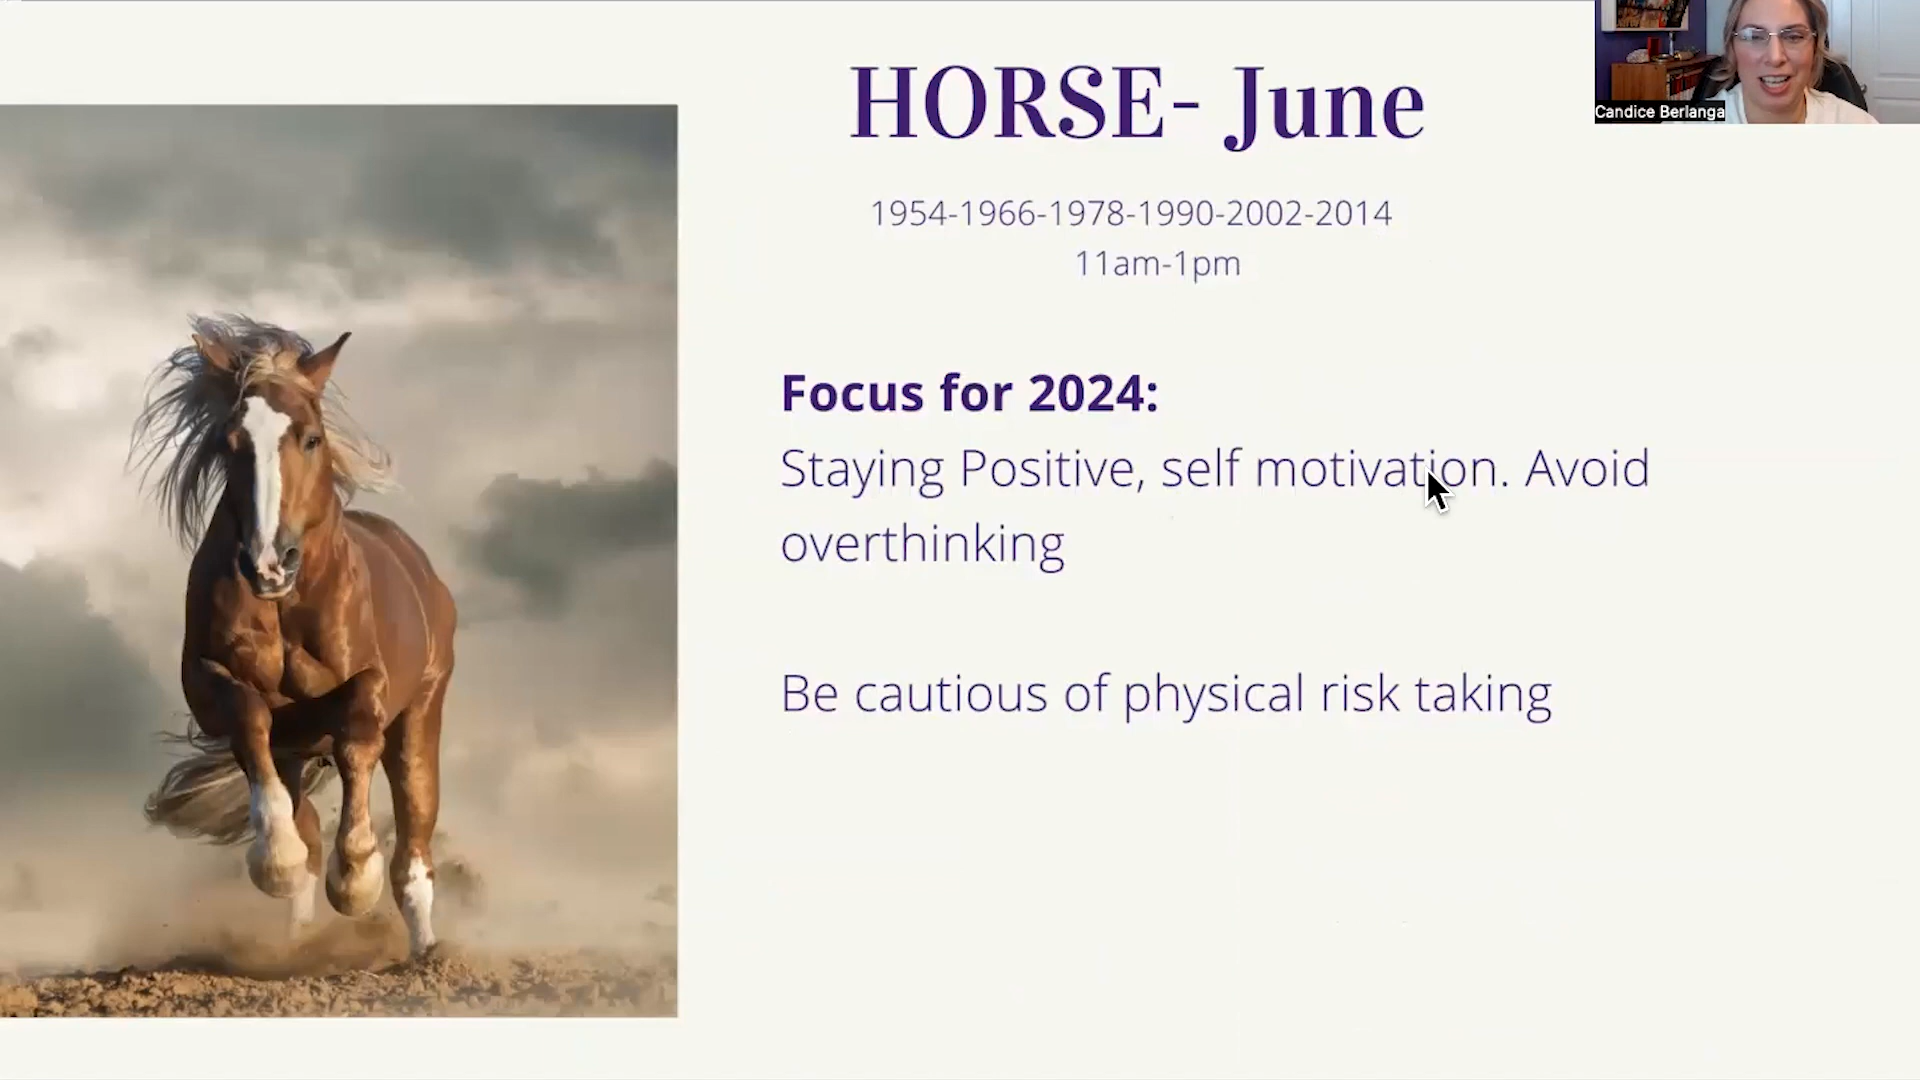 HORSE- June
Candice Berlanga
1954-1966-1978-1990-2002-2014
11am-1pm
Focus for 2024:
Staying Positive, self motivation. Avoid
overthinking
Be cautious of physical risk taking